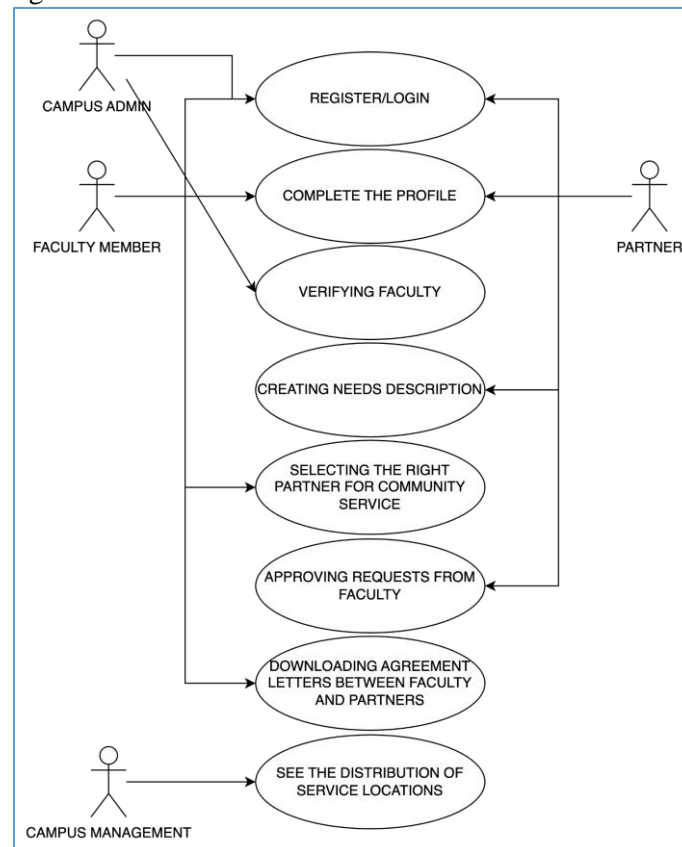 CAMPUS ADMIN
REGISTER/LOGIN
FACULTY MEMBER
COMPLETE THE PROFILE
PARTNER
VERIFYING FACULTY
CREATING NEEDS DESCRIPTION
SELECTING THE RIGHT
PARTNER FOR COMMUNITY
SERVICE
APPROVING REQUESTS FROM
FACULTY
DOWNLOADING AGREEMENT
LETTERS BETWEEN FACULTY
AND PARTNERS
SEE THE DISTRIBUTION OF
SERVICE LOCATIONS
CAMPUS MANAGEMENT